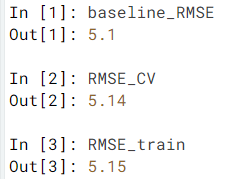 In [1]: baseline_RMSE
Out[1]: 5.1
In [2]: RMSE_CV
Out[2]: 5.14
In [3]: RMSE_train
Out[3]: 5.15